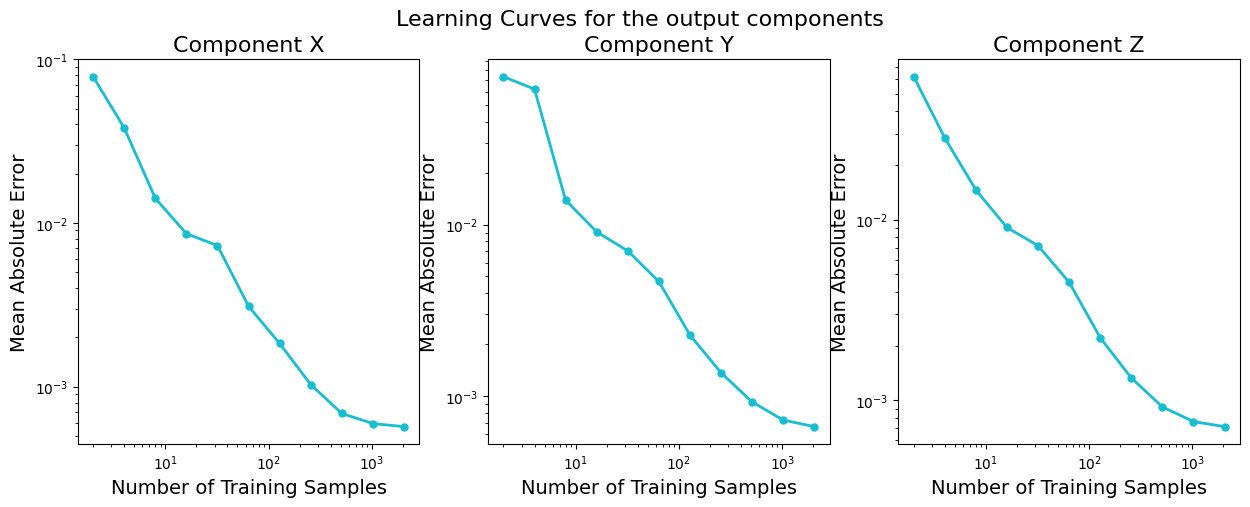 Learning Curves for the output components
Component X
Mean Absolute Error
10⁻¹
10⁻²
10⁻³
10¹ 10² 10³
Number of Training Samples
Component Y
Mean Absolute Error
10⁻²
10⁻³
10¹ 10² 10³
Number of Training Samples
Component Z
Mean Absolute Error
10⁻²
10⁻³
10¹ 10² 10³
Number of Training Samples